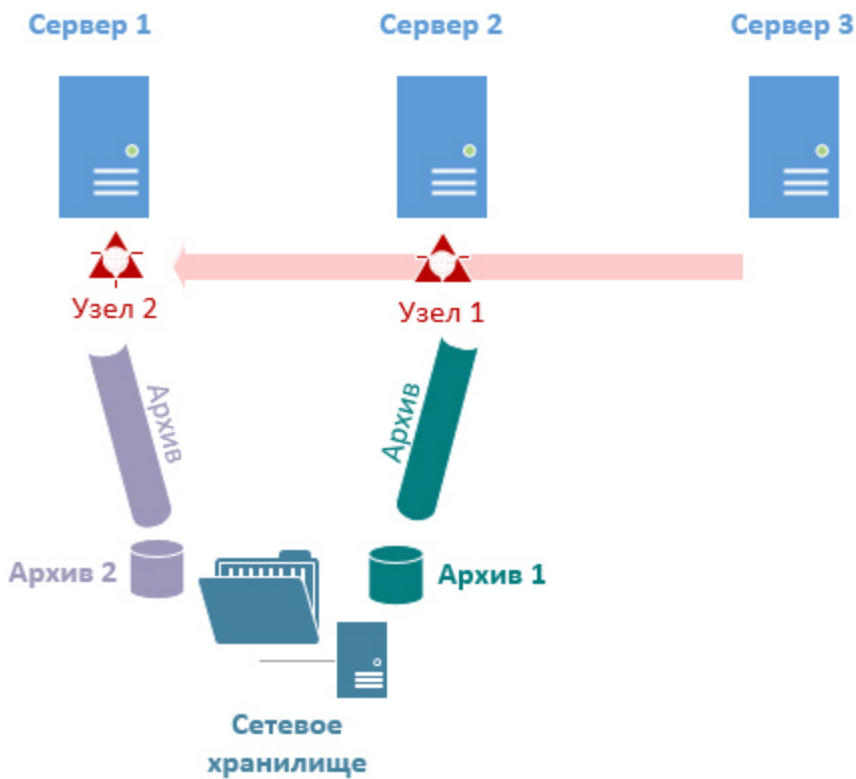 Сервер 1
Сервер 2
Сервер 3
Узел 2
Узел 1
Архив
Архив
Архив 2
Архив 1
Сетевое
хранилище